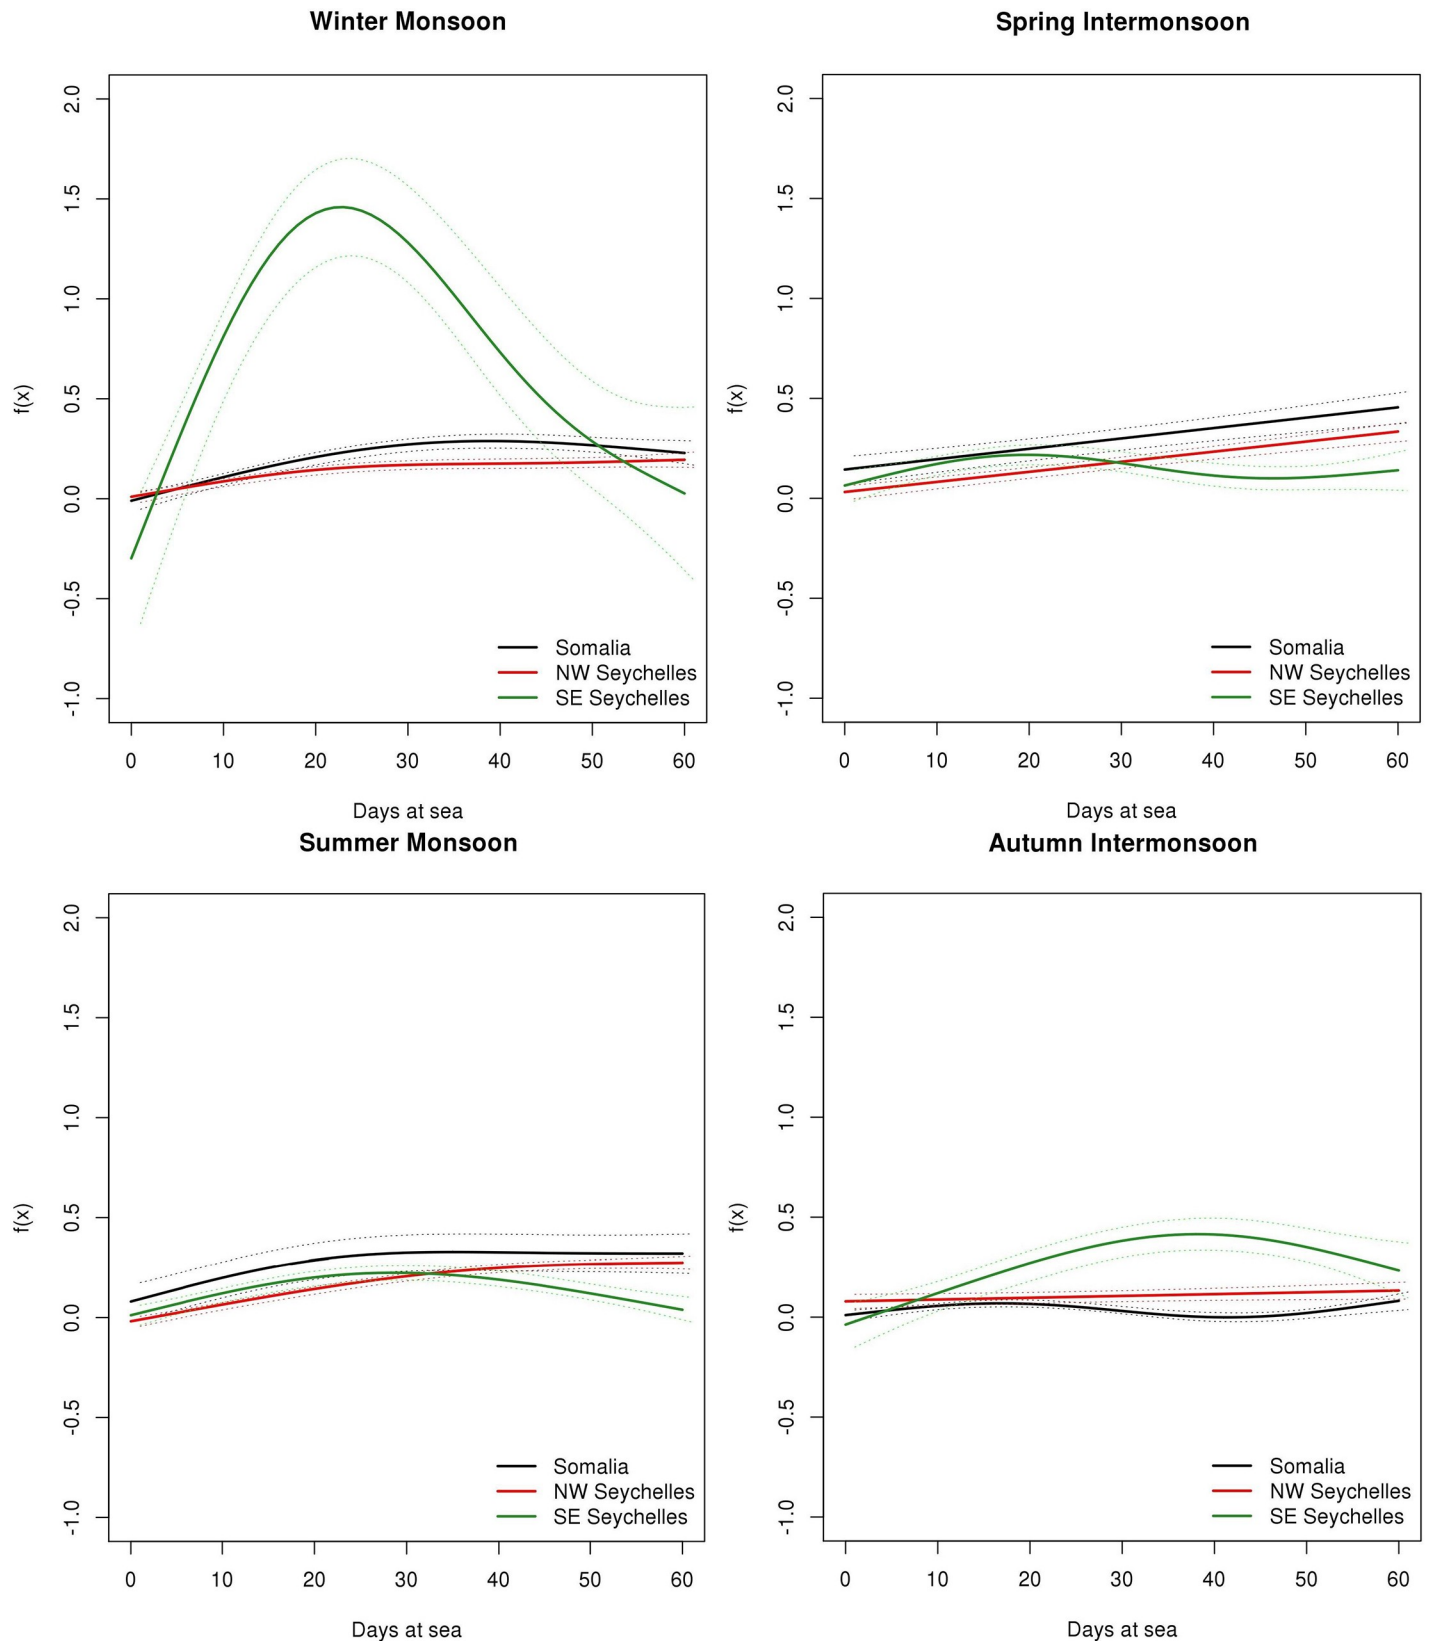 Winter Monsoon
f(x)
2.0
1.5
1.0
0.5
0.0
-0.5
-1.0
Somalia
NW Seychelles
SE Seychelles
0 10 20 30 40 50 60
Days at sea
Spring Intermonsoon
f(x)
2.0
1.5
1.0
0.5
0.0
-0.5
-1.0
Somalia
NW Seychelles
SE Seychelles
0 10 20 30 40 50 60
Days at sea
Summer Monsoon
f(x)
2.0
1.5
1.0
0.5
0.0
-0.5
-1.0
Somalia
NW Seychelles
SE Seychelles
0 10 20 30 40 50 60
Days at sea
Autumn Intermonsoon
f(x)
2.0
1.5
1.0
0.5
0.0
-0.5
-1.0
Somalia
NW Seychelles
SE Seychelles
0 10 20 30 40 50 60
Days at sea